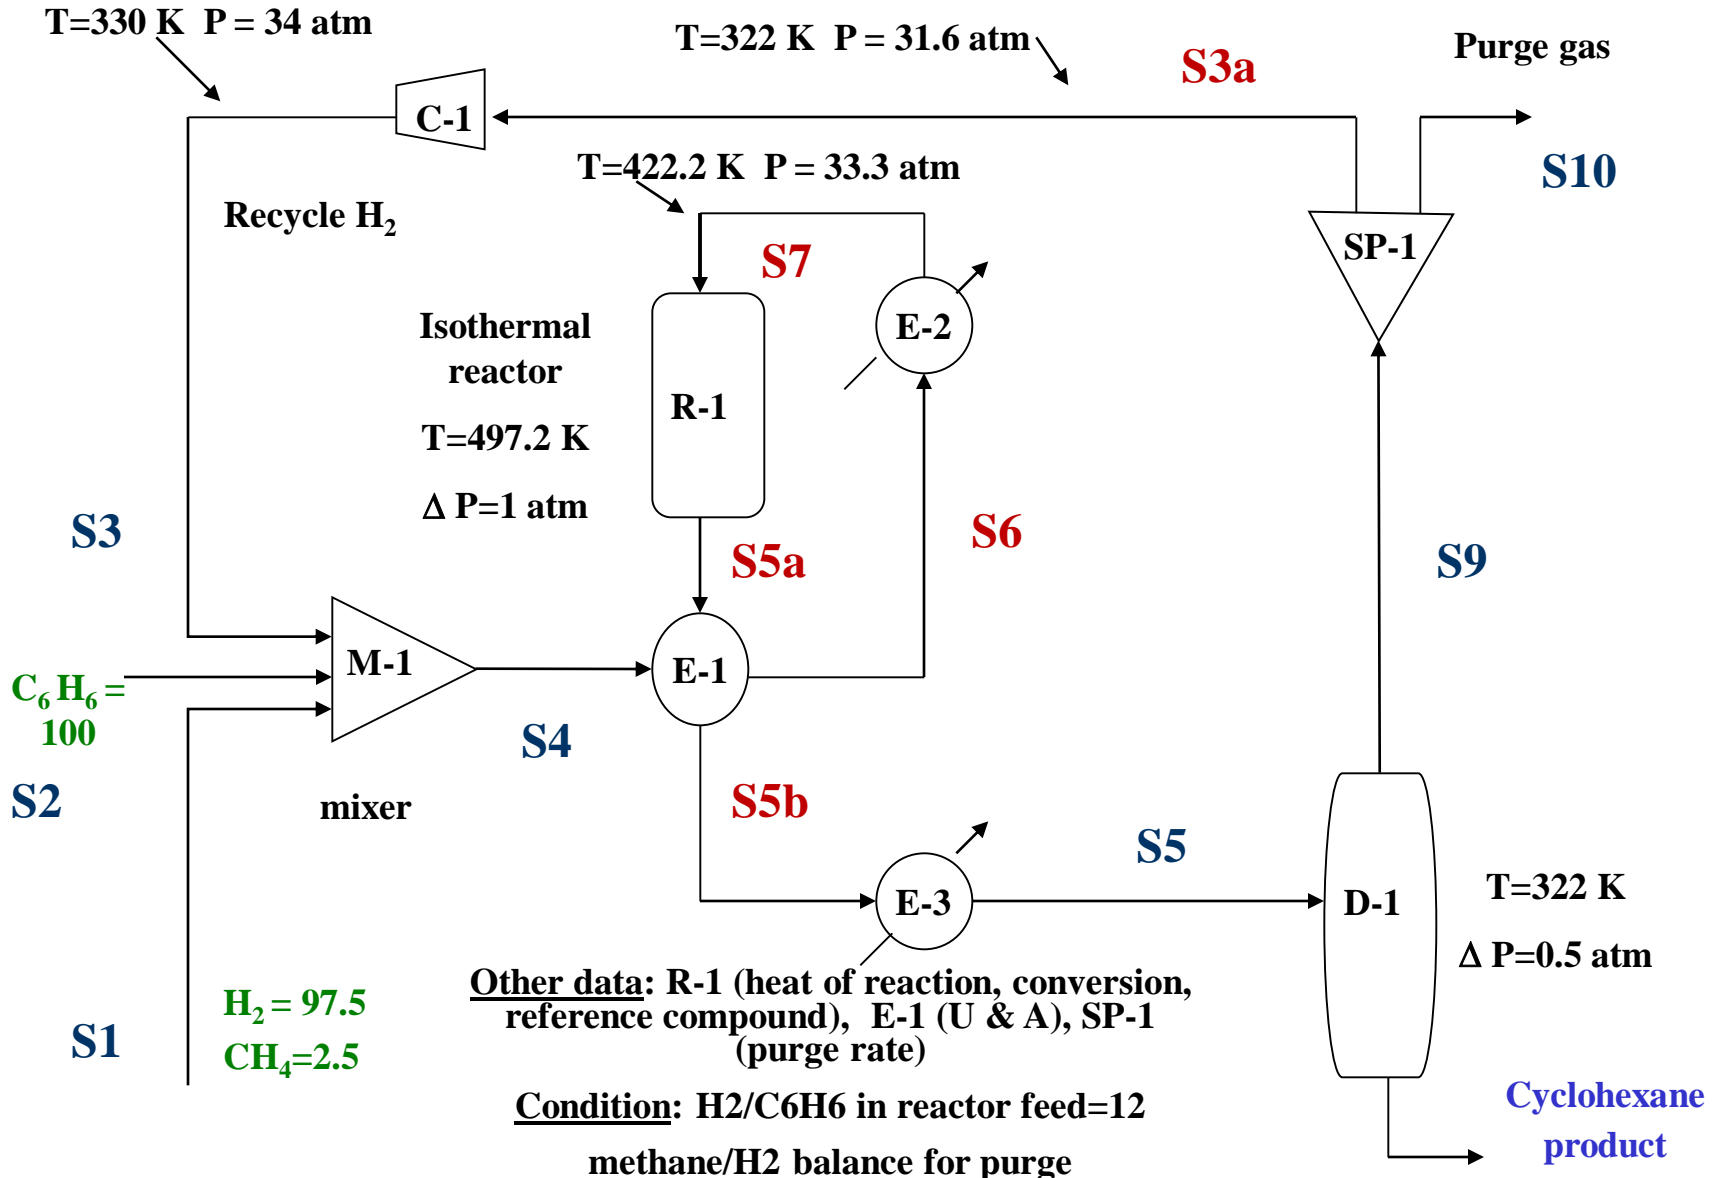 T=330 K P = 34 atm
T=322 K P = 31.6 atm
Purge gas
S3a
C-1
T=422.2 K P = 33.3 atm
S10
Recycle H₂
SP-1
S7
Isothermal
reactor
E-2
R-1
T=497.2 K
Δ P=1 atm
S3
S5a
S6
S9
M-1
E-1
C₆ H₆ =
100
S4
S2
mixer
S5b
S5
E-3
D-1
T=322 K
Δ P=0.5 atm
H₂ = 97.5
CH₄=2.5
S1
Other data: R-1 (heat of reaction, conversion,
reference compound), E-1 (U & A), SP-1
(purge rate)
Condition: H2/C6H6 in reactor feed=12
methane/H2 balance for purge
Cyclohexane
product